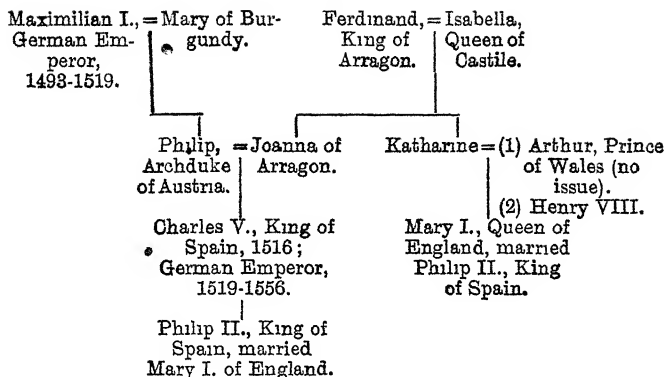 Maximilian I., = Mary of Bur-
German Em-
gundy.
peror,
1493-1519.
Ferdinand, = Isabella,
King of
Queen of
Arragon.
Castile.
Philip, = Joanna of
Archduke
Arragon.
of Austria.
Katharine = (1) Arthur, Prince
of Wales (no
issue).
(2) Henry VIII.
Charles V., King of
Spain, 1516;
German Emperor,
1519-1556.
Mary I., Queen of
England, married
Philip II., King
of Spain.
Philip II., King of
Spain, married
Mary I. of England.